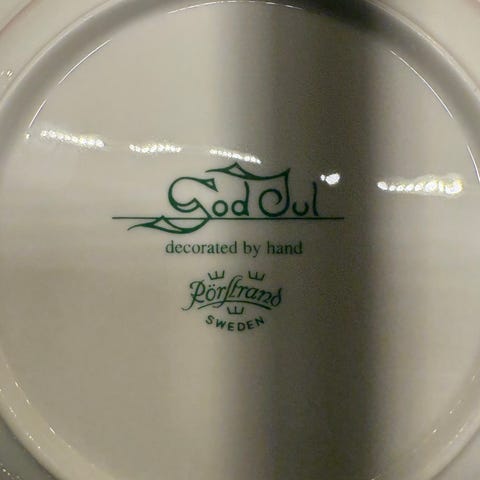 God Jul
decorated by hand
Rörstrand
SWEDEN